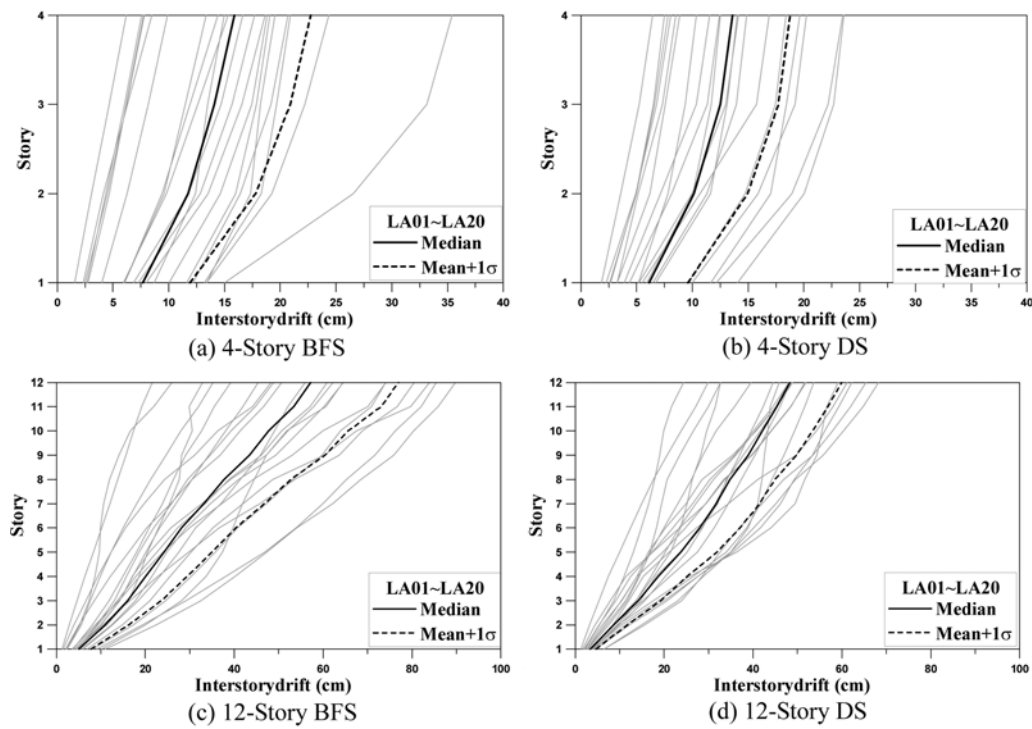 4
3
2
1
Story
LA01~LA20
Median
Mean+1σ
0 5 10 15 20 25 30 35 40
Interstorydrift (cm)
(a) 4-Story BFS
4
3
2
1
Story
LA01~LA20
Median
Mean+1σ
0 5 10 15 20 25 30 35 40
Interstorydrift (cm)
(b) 4-Story DS
12
11
10
9
8
7
6
5
4
3
2
1
Story
LA01~LA20
Median
Mean+1σ
0 20 40 60 80 100
Interstorydrift (cm)
(c) 12-Story BFS
12
11
10
9
8
7
6
5
4
3
2
1
Story
LA01~LA20
Median
Mean+1σ
0 20 40 60 80 100
Interstorydrift (cm)
(d) 12-Story DS